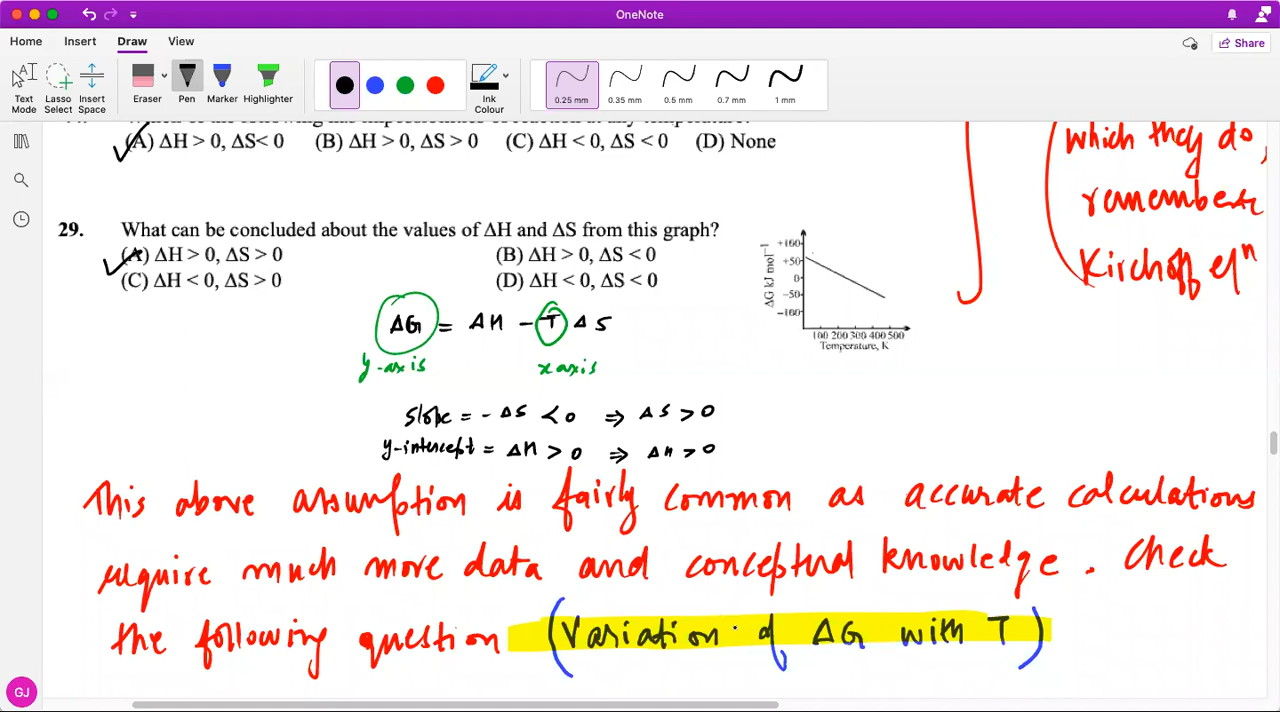 OneNote
Home Insert Draw View
Share
Text Mode
Lasso Select
Insert Space
Eraser
Pen
Marker
Highlighter
0.25 mm
0.35 mm
0.5 mm
0.7 mm
1 mm
Ink Colour
(A) ΔH > 0, ΔS< 0 (B) ΔH > 0, ΔS > 0 (C) ΔH < 0, ΔS < 0 (D) None
which they do,
remember
Kirchoff eqn
29. What can be concluded about the values of ΔH and ΔS from this graph?
(A) ΔH > 0, ΔS > 0 (B) ΔH > 0, ΔS < 0
(C) ΔH < 0, ΔS > 0 (D) ΔH < 0, ΔS < 0
ΔG kJ mol⁻¹
+160
+50
0
-50
-160
100 200 300 400 500
Temperature, K
ΔG = ΔH - T ΔS
y-axis x axis
Slope = - ΔS < 0 ⇒ ΔS > 0
y-intercept = ΔH > 0 ⇒ ΔH > 0
This above assumption is fairly common as accurate calculations
require much more data and conceptual knowledge. Check
the following question (Variation of ΔG with T)
GJ